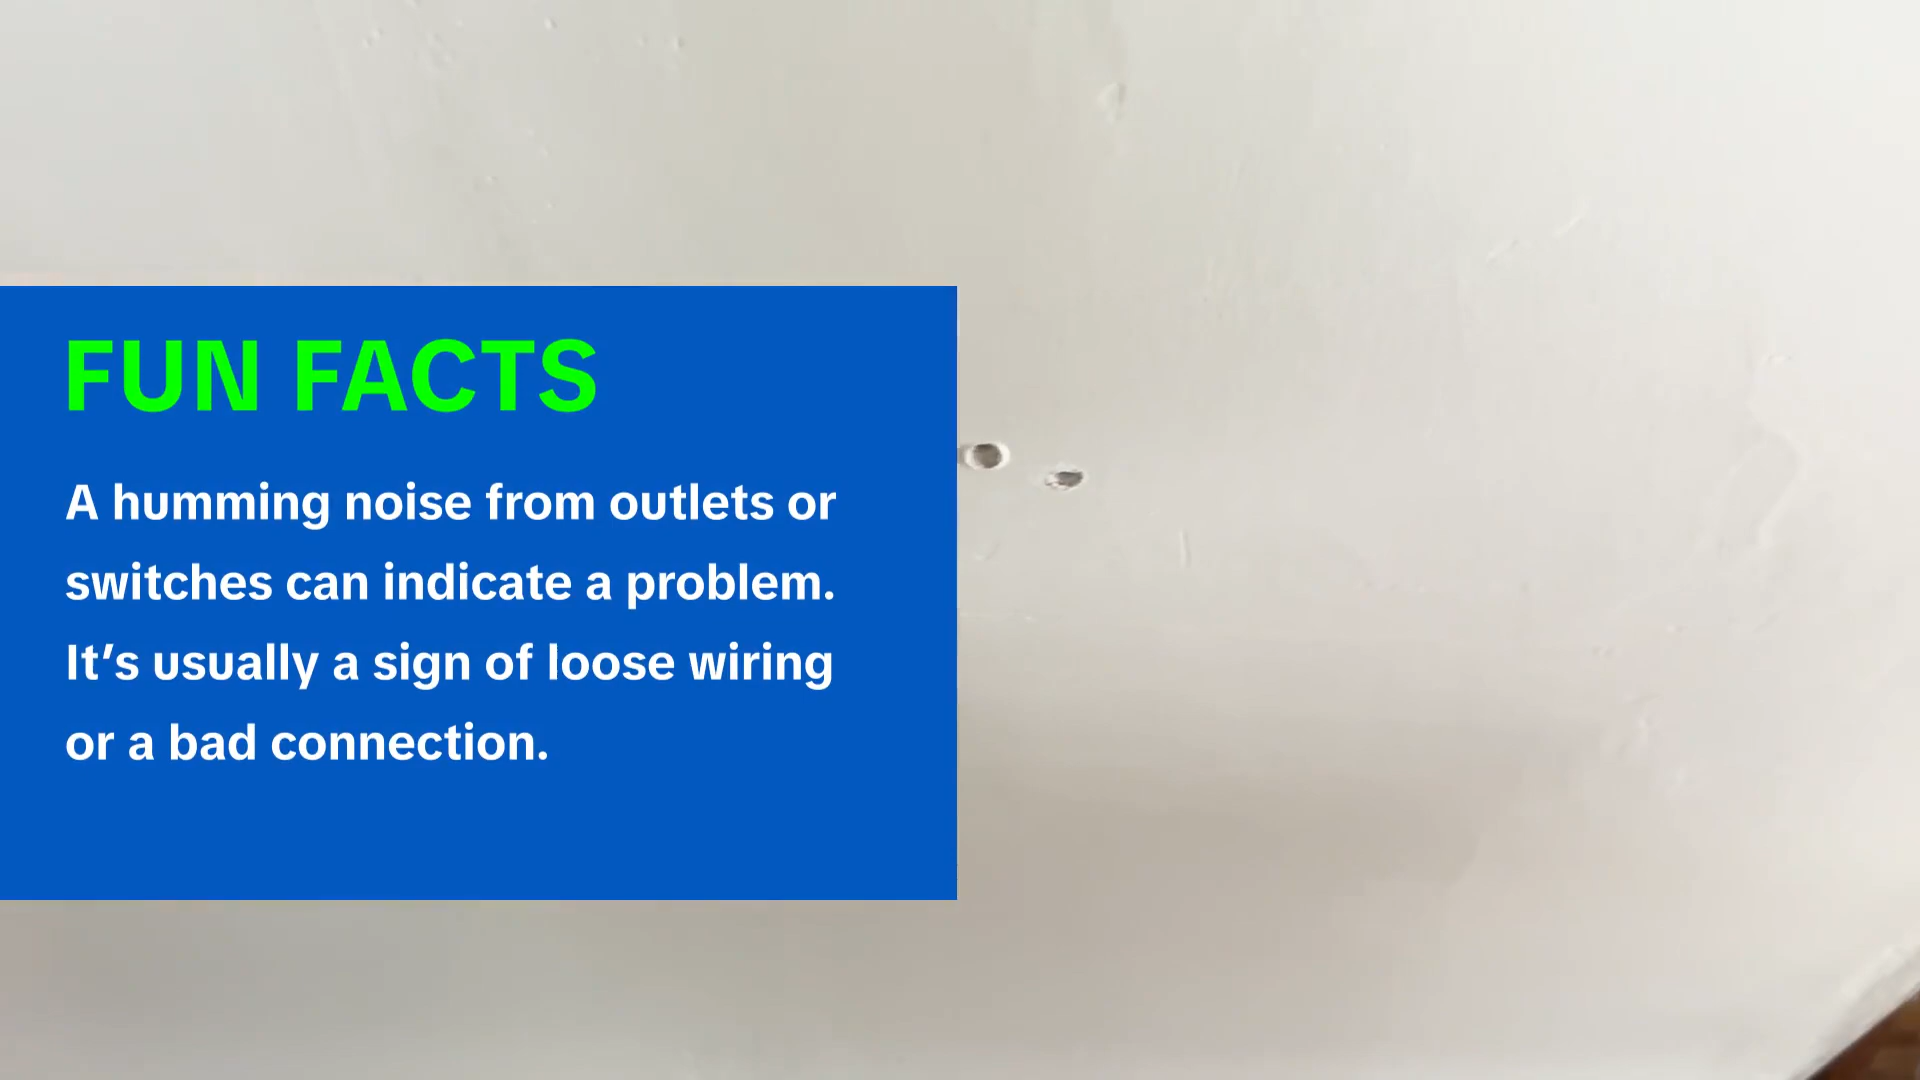 FUN FACTS
A humming noise from outlets or
switches can indicate a problem.
It’s usually a sign of loose wiring
or a bad connection.